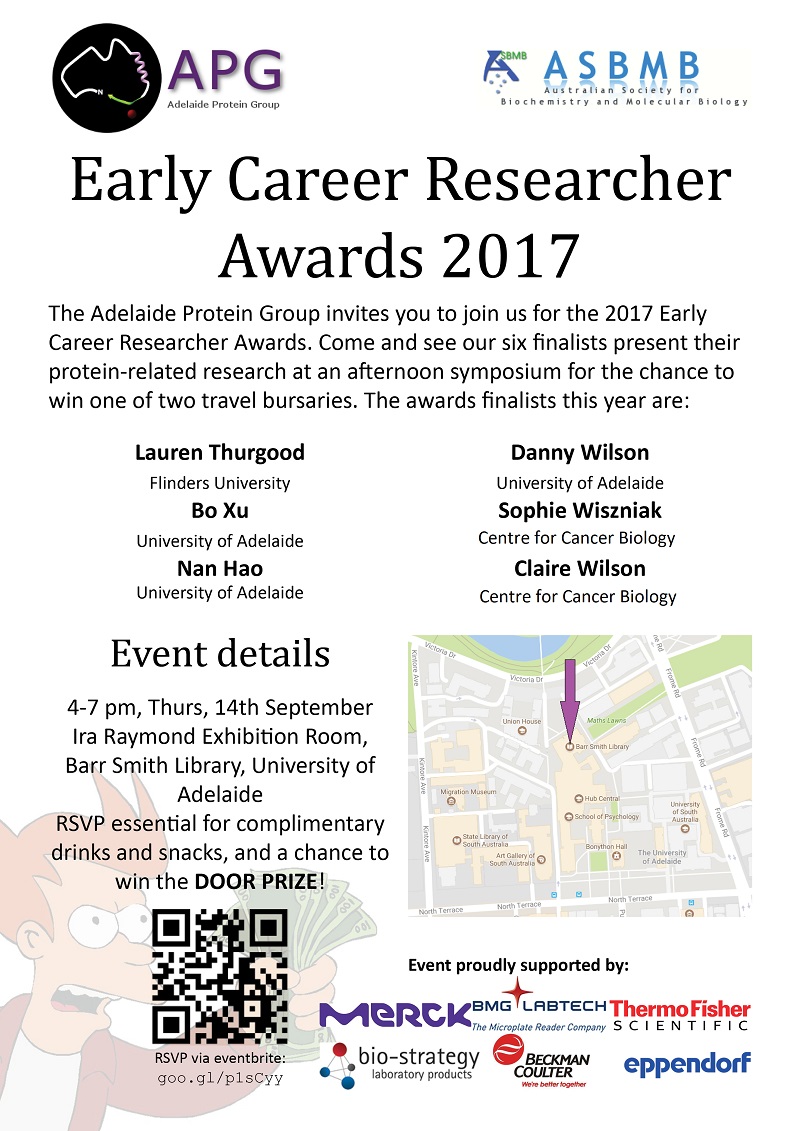 APG
Adelaide Protein Group
N
SBMB
ASBMB
Australian Society for
Biochemistry and Molecular Biology
Early Career Researcher
Awards 2017
The Adelaide Protein Group invites you to join us for the 2017 Early
Career Researcher Awards. Come and see our six finalists present their
protein-related research at an afternoon symposium for the chance to
win one of two travel bursaries. The awards finalists this year are:
Lauren Thurgood
Flinders University
Bo Xu
University of Adelaide
Nan Hao
University of Adelaide
Danny Wilson
University of Adelaide
Sophie Wiszniak
Centre for Cancer Biology
Claire Wilson
Centre for Cancer Biology
Event details
4-7 pm, Thurs, 14th September
Ira Raymond Exhibition Room,
Barr Smith Library, University of
Adelaide
RSVP essential for complimentary
drinks and snacks, and a chance to
win the DOOR PRIZE!
RSVP via eventbrite:
goo.gl/p1sCyy
Victoria Dr
Victoria Dr
Victoria Dr
Kintore Ave
Frome Rd
Union House
Maths Lawns
Barr Smith Library
Frome Rd
Kintore Ave
Migration Museum
Hub Central
School of Psychology
University
of South
Australia
Frome Rd
State Library of
South Australia
Kintore Ave
Art Gallery of
South Australia
Bonython Hall
The University
of Adelaide
North Terrace
North Terrace
Event proudly supported by:
MERCK
BMG LABTECH
The Microplate Reader Company
ThermoFisher
SCIENTIFIC
bio-strategy
laboratory products
BECKMAN
COULTER
We're better together
eppendorf